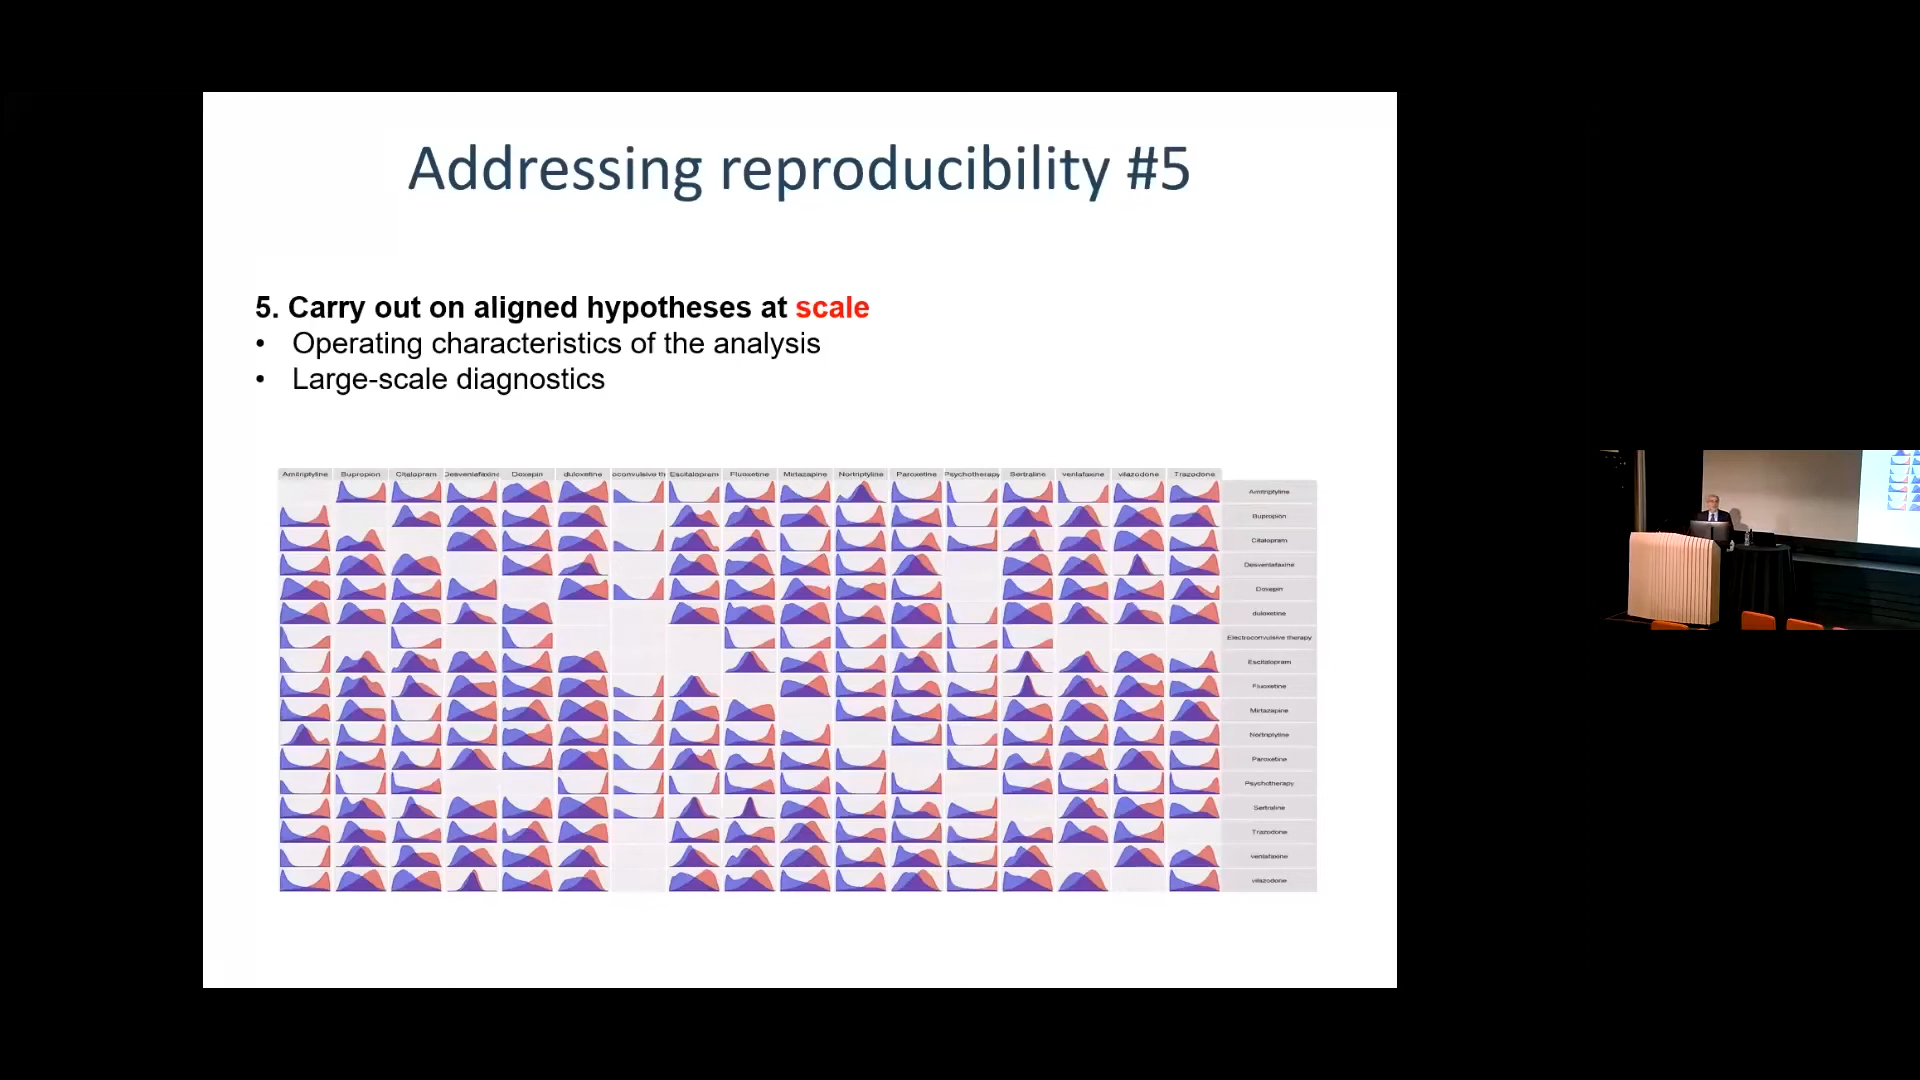 Addressing reproducibility #5
5. Carry out on aligned hypotheses at scale
• Operating characteristics of the analysis
• Large-scale diagnostics
Amitriptyline Bupropion Citalopram Desvenlafaxine Doxepin duloxetine oconvulsive th Escitalopram Fluoxetine Mirtazapine Nortriptyline Paroxetine Psychotherapy Sertraline venlafaxine vilazodone Trazodone
Amitriptyline
Bupropion
Citalopram
Desvenlafaxine
Doxepin
duloxetine
Electroconvulsive therapy
Escitalopram
Fluoxetine
Mirtazapine
Nortriptyline
Paroxetine
Psychotherapy
Sertraline
Trazodone
venlafaxine
vilazodone